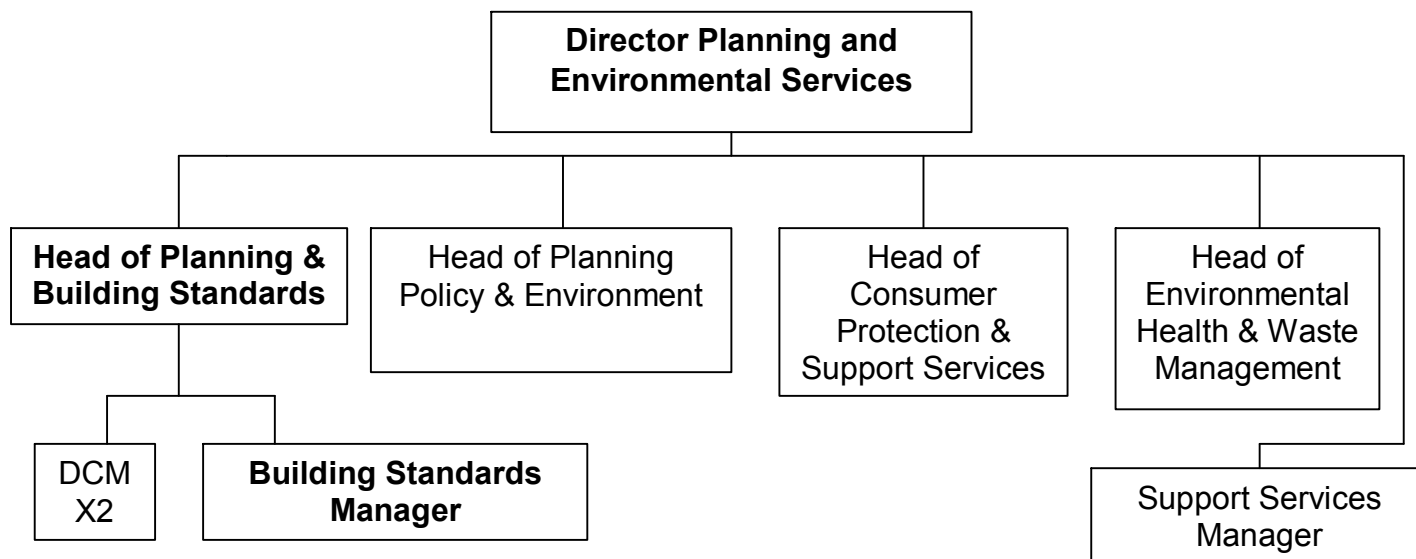 Director Planning and
Environmental Services
Head of Planning &
Building Standards
Head of Planning
Policy & Environment
Head of
Consumer
Protection &
Support Services
Head of
Environmental
Health & Waste
Management
DCM
X2
Building Standards
Manager
Support Services
Manager